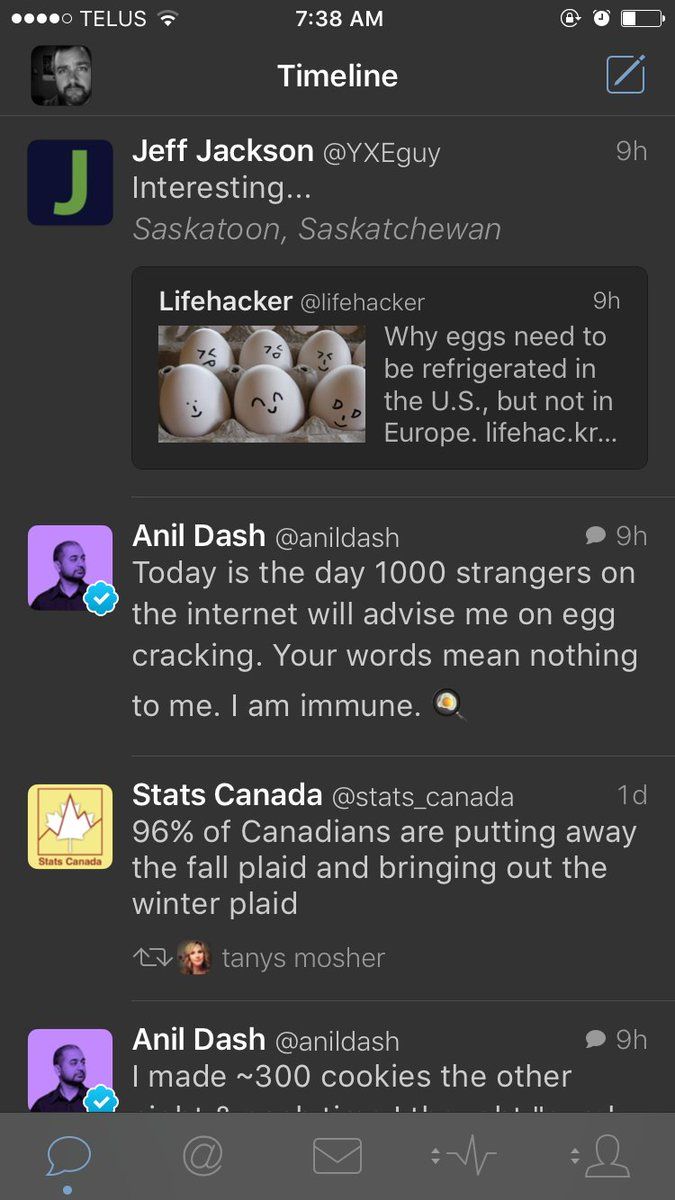 TELUS 7:38 AM
Timeline
Jeff Jackson @YXEguy 9h
Interesting...
Saskatoon, Saskatchewan
Lifehacker @lifehacker 9h
Why eggs need to
be refrigerated in
the U.S., but not in
Europe. lifehac.kr...
Anil Dash @anildash 9h
Today is the day 1000 strangers on
the internet will advise me on egg
cracking. Your words mean nothing
to me. I am immune. 🍳
Stats Canada @stats_canada 1d
96% of Canadians are putting away
the fall plaid and bringing out the
winter plaid
Stats Canada
tanys mosher
Anil Dash @anildash 9h
I made ~300 cookies the other